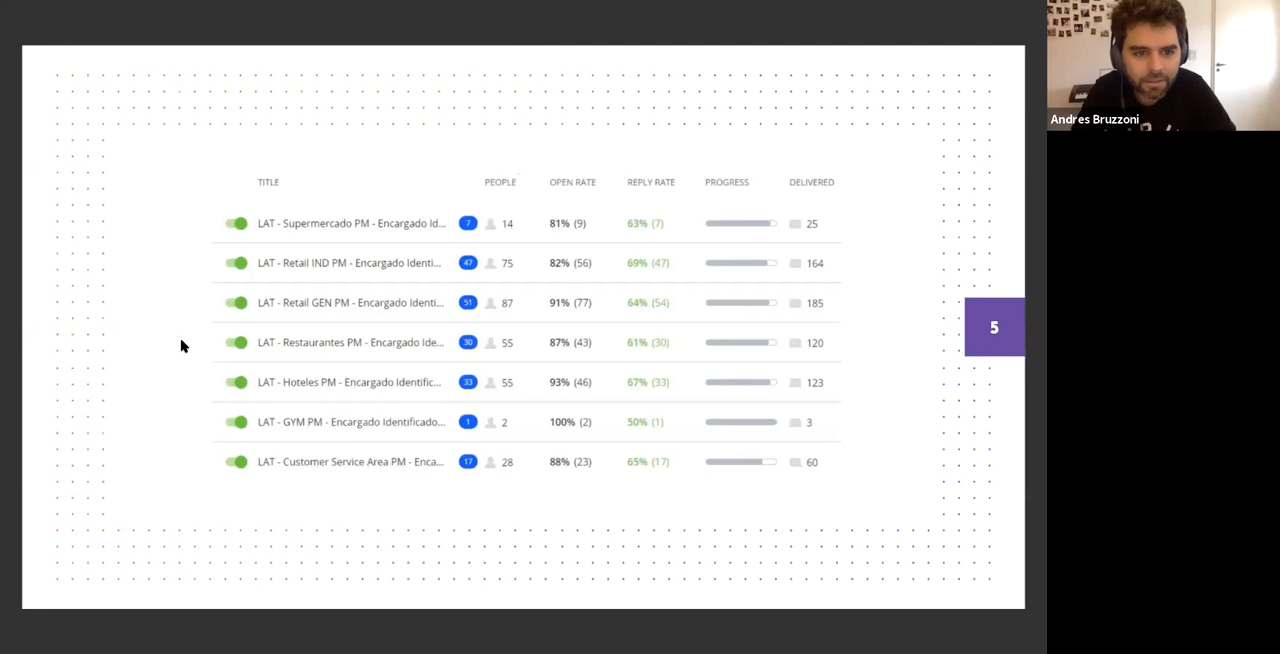 Andres Bruzzoni
TITLE PEOPLE OPEN RATE REPLY RATE PROGRESS DELIVERED
LAT - Supermercado PM - Encargado Id... 7 14 81% (9) 63% (7) 25
LAT - Retail IND PM - Encargado Identi... 47 75 82% (56) 69% (47) 164
LAT - Retail GEN PM - Encargado Identi... 51 87 91% (77) 64% (54) 185
5
LAT - Restaurantes PM - Encargado Ide... 30 55 87% (43) 61% (30) 120
LAT - Hoteles PM - Encargado Identific... 33 55 93% (46) 67% (33) 123
LAT - GYM PM - Encargado Identificado... 1 2 100% (2) 50% (1) 3
LAT - Customer Service Area PM - Enca... 17 28 88% (23) 65% (17) 60